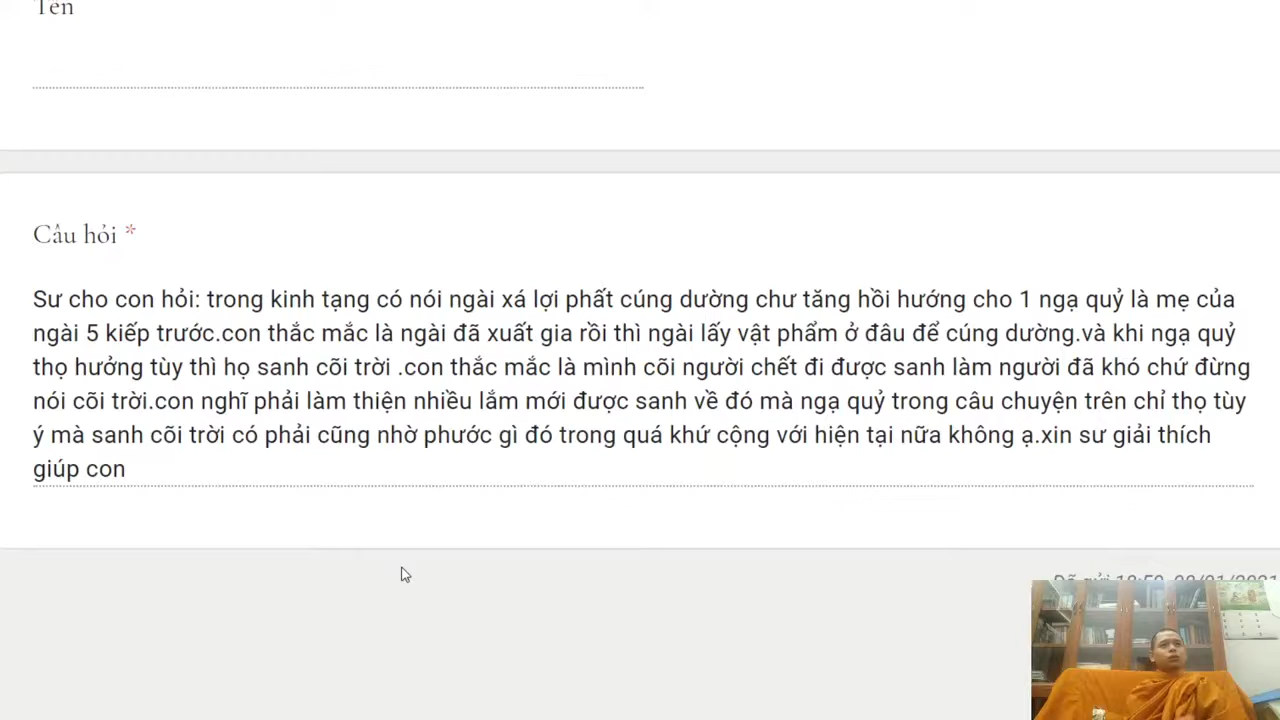 Tên
Câu hỏi *
Sư cho con hỏi: trong kinh tạng có nói ngài xá lợi phất cúng dường chư tăng hồi hướng cho 1 ngạ quỷ là mẹ của
ngài 5 kiếp trước.con thắc mắc là ngài đã xuất gia rồi thì ngài lấy vật phẩm ở đâu để cúng dường.và khi ngạ quỷ
thọ hưởng tùy thì họ sanh cõi trời .con thắc mắc là mình cõi người chết đi được sanh làm người đã khó chứ đừng
nói cõi trời.con nghĩ phải làm thiện nhiều lắm mới được sanh về đó mà ngạ quỷ trong câu chuyện trên chỉ thọ tùy
ý mà sanh cõi trời có phải cũng nhờ phước gì đó trong quá khứ cộng với hiện tại nữa không ạ.xin sư giải thích
giúp con
Đã gửi